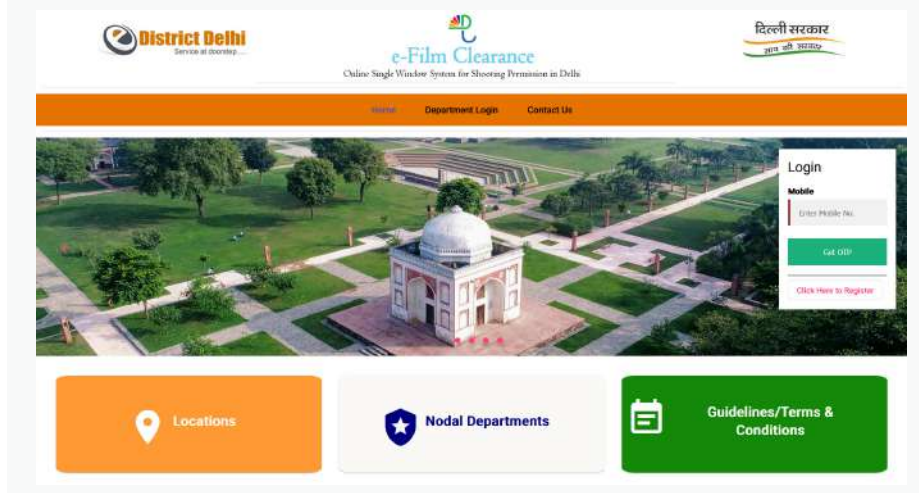 District Delhi
Service at doorstep.....
e-Film Clearance
Online Single Window System for Shooting Permission in Delhi
दिल्ली सरकार
आप की सरकार
Home
Department Login
Contact Us
Login
Mobile
Enter Mobile No.
Get OTP
Click Here to Register
Locations
Nodal Departments
Guidelines/Terms &
Conditions